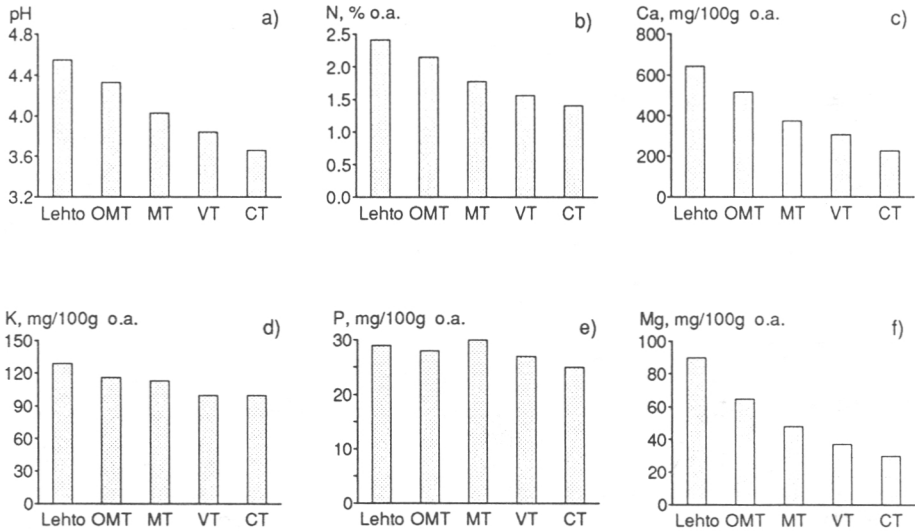 pH a)
4.8
4.4
4.0
3.6
3.2
Lehto OMT MT VT CT
N, % o.a. b)
2.5
2.0
1.5
1.0
0.5
0.0
Lehto OMT MT VT CT
Ca, mg/100g o.a. c)
800
600
400
200
0
Lehto OMT MT VT CT
K, mg/100g o.a. d)
150
120
90
60
30
0
Lehto OMT MT VT CT
P, mg/100g o.a. e)
30
20
10
0
Lehto OMT MT VT CT
Mg, mg/100g o.a. f)
100
80
60
40
20
0
Lehto OMT MT VT CT